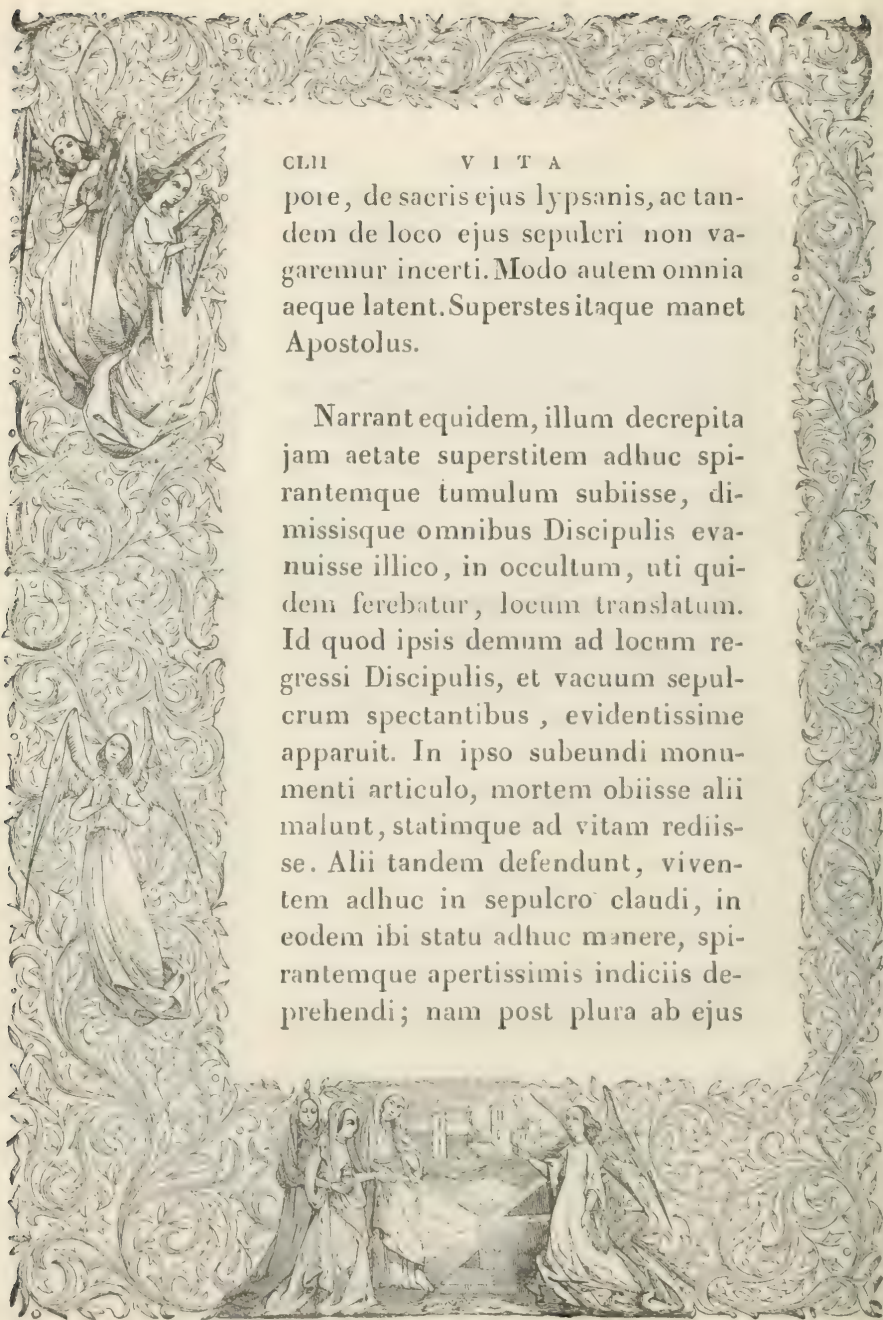 CLII V I T A
pore, de sacris ejus lypsanis, ac tan-
dem de loco ejus sepulcri non va-
garemur incerti. Modo autem omnia
aeque latent. Superstes itaque manet
Apostolus.
Narrant equidem, illum decrepita
jam aetate superstitem adhuc spi-
rantemque tumulum subiisse, di-
missisque omnibus Discipulis eva-
nuisse illico, in occultum, uti qui-
dem ferebatur, locum translatum.
Id quod ipsis demum ad locum re-
gressi Discipulis, et vacuum sepul-
crum spectantibus , evidentissime
apparuit. In ipso subeundi monu-
menti articulo, mortem obiisse alii
malunt, statimque ad vitam rediis-
se. Alii tandem defendunt, viven-
tem adhuc in sepulcro claudi, in
eodem ibi statu adhuc manere, spi-
rantemque apertissimis indiciis de-
prehendi; nam post plura ab ejus